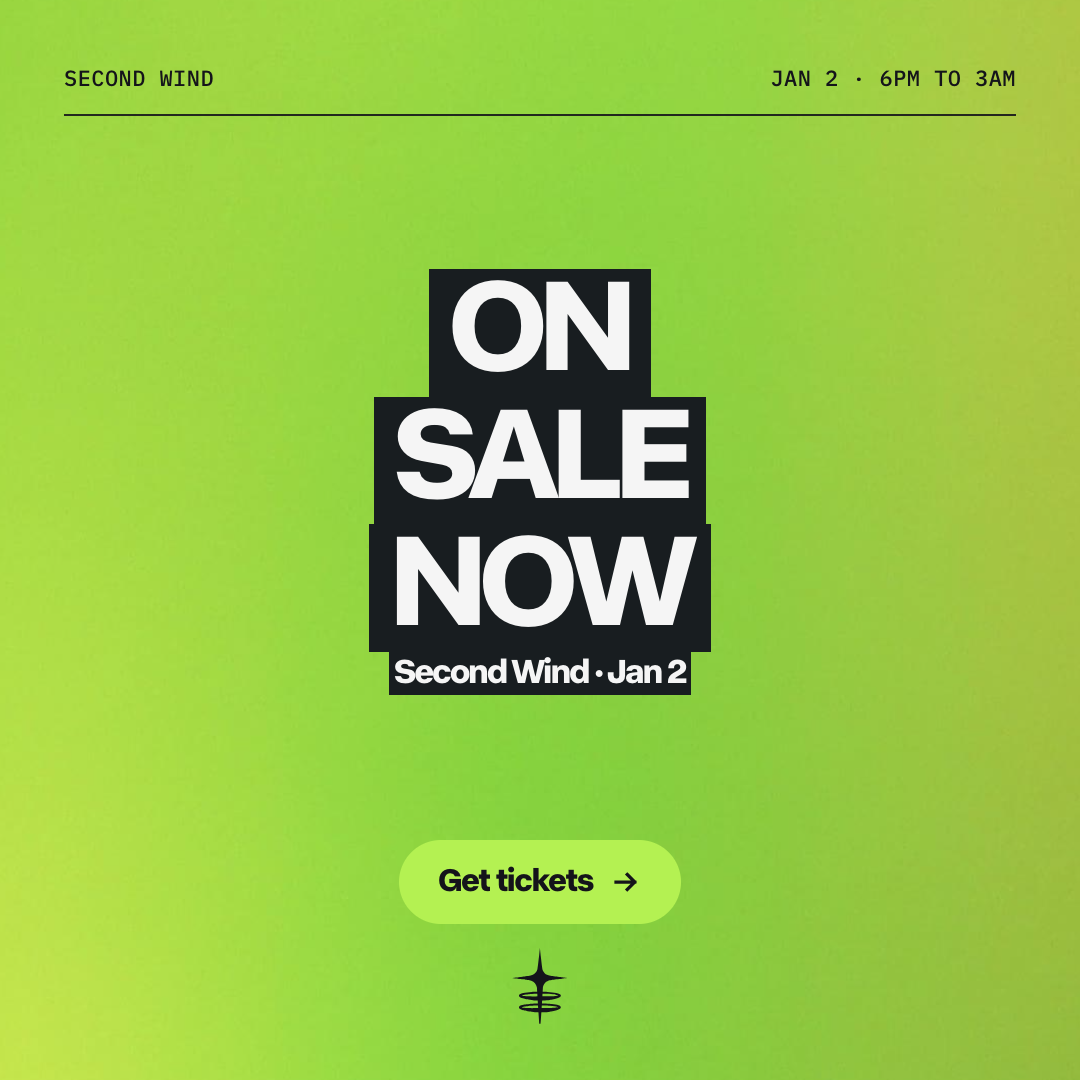 SECOND WIND
JAN 2 · 6PM TO 3AM
ON
SALE
NOW
Second Wind · Jan 2
Get tickets →